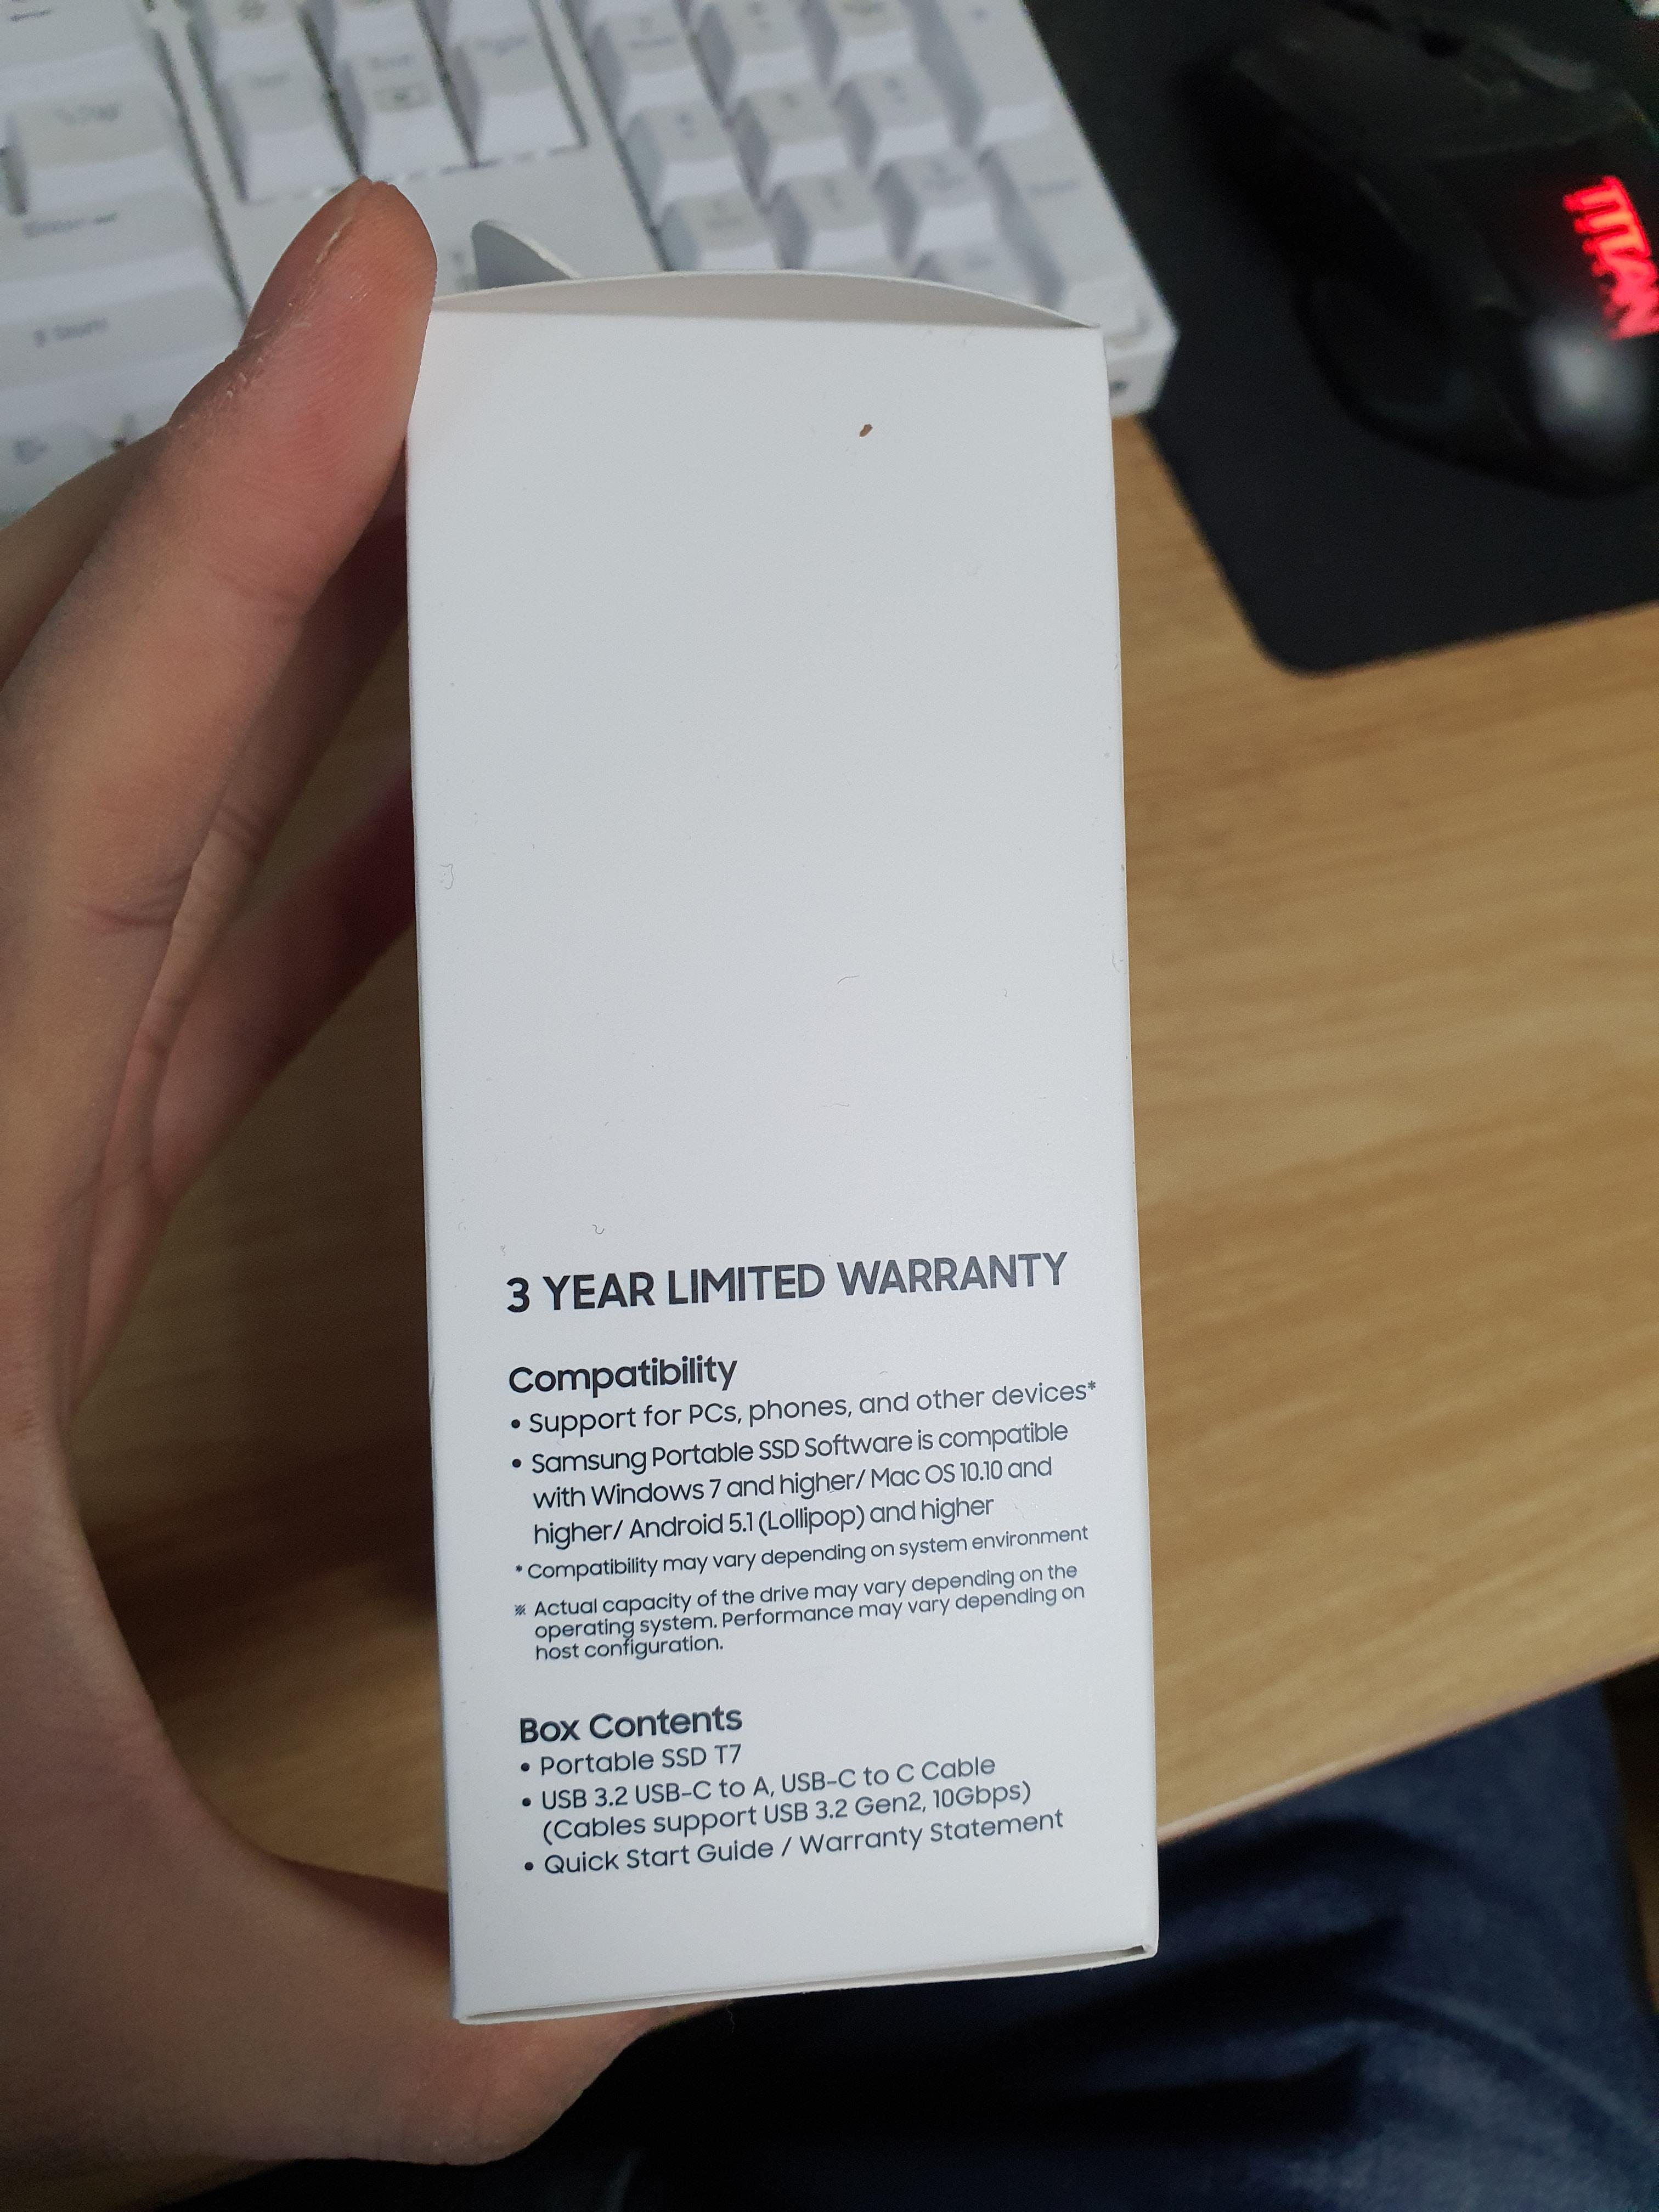 TITAN
3 YEAR LIMITED WARRANTY
Compatibility
• Support for PCs, phones, and other devices*
• Samsung Portable SSD Software is compatible
with Windows 7 and higher/ Mac OS 10.10 and
higher/ Android 5.1 (Lollipop) and higher
* Compatibility may vary depending on system environment
※ Actual capacity of the drive may vary depending on the
operating system. Performance may vary depending on
host configuration.
Box Contents
• Portable SSD T7
• USB 3.2 USB-C to A, USB-C to C Cable
(Cables support USB 3.2 Gen2, 10Gbps)
• Quick Start Guide / Warranty Statement